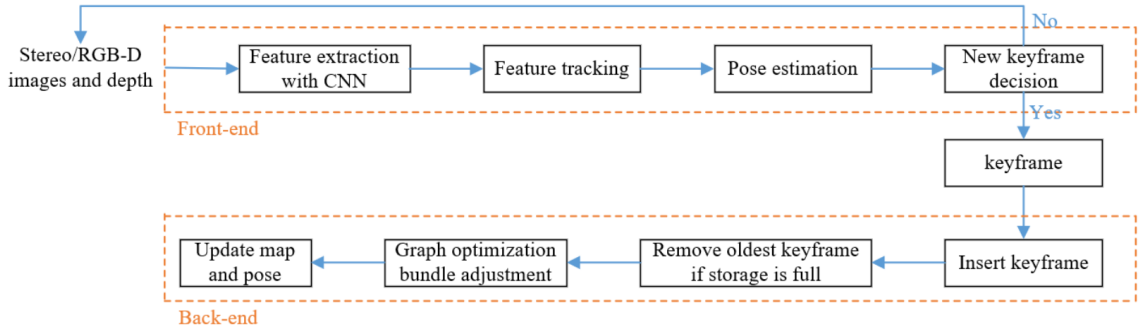 No
Stereo/RGB-D
images and depth
Feature extraction
with CNN
Feature tracking
Pose estimation
New keyframe
decision
Front-end
Yes
keyframe
Update map
and pose
Graph optimization
bundle adjustment
Remove oldest keyframe
if storage is full
Insert keyframe
Back-end